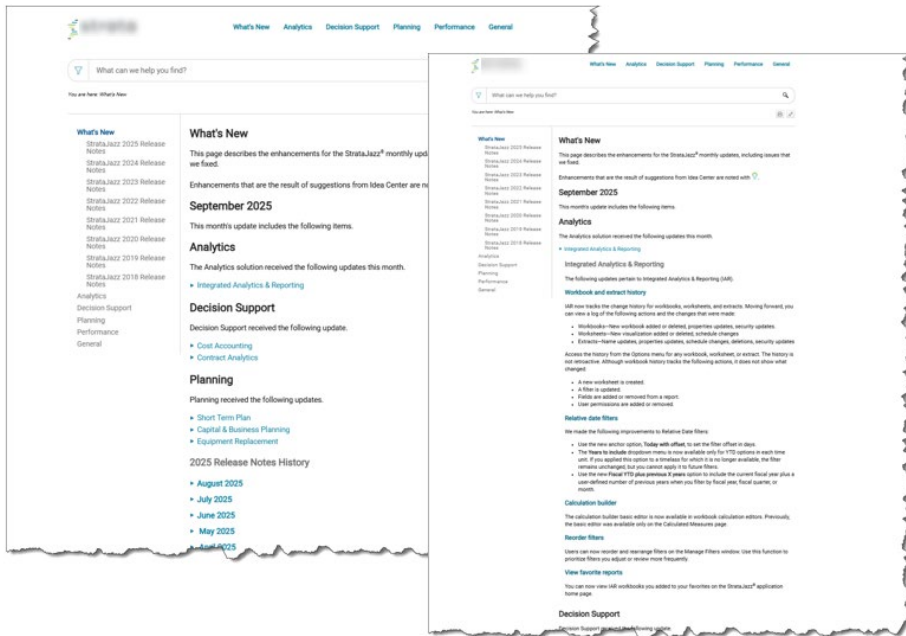 strata
What's New Analytics Decision Support Planning Performance General
What can we help you find?
You are here: What's New
What's New
StrataJazz 2025 Release
Notes
StrataJazz 2024 Release
Notes
StrataJazz 2023 Release
Notes
StrataJazz 2022 Release
Notes
StrataJazz 2021 Release
Notes
StrataJazz 2020 Release
Notes
StrataJazz 2019 Release
Notes
StrataJazz 2018 Release
Notes
Analytics
Decision Support
Planning
Performance
General
What's New
This page describes the enhancements for the StrataJazz® monthly upd
we fixed.
Enhancements that are the result of suggestions from Idea Center are n
September 2025
This month's update includes the following items.
Analytics
The Analytics solution received the following updates this month.
Integrated Analytics & Reporting
Decision Support
Decision Support received the following update.
Cost Accounting
Contract Analytics
Planning
Planning received the following updates.
Short Term Plan
Capital & Business Planning
Equipment Replacement
2025 Release Notes History
August 2025
July 2025
June 2025
May 2025
April 2025
What's New Analytics Decision Support Planning Performance General
What can we help you find?
You are here: What's New
What's New
StrataJazz 2025 Release
Notes
StrataJazz 2024 Release
Notes
StrataJazz 2023 Release
Notes
StrataJazz 2022 Release
Notes
StrataJazz 2021 Release
Notes
StrataJazz 2020 Release
Notes
StrataJazz 2019 Release
Notes
StrataJazz 2018 Release
Notes
Analytics
Decision Support
Planning
Performance
General
What's New
This page describes the enhancements for the StrataJazz® monthly updates, including issues that
we fixed.
Enhancements that are the result of suggestions from Idea Center are noted with
September 2025
This month's update includes the following items.
Analytics
The Analytics solution received the following updates this month.
Integrated Analytics & Reporting
Integrated Analytics & Reporting
The following updates pertain to Integrated Analytics & Reporting (IAR).
Workbook and extract history
IAR now tracks the change history for workbooks, worksheets, and extracts. Moving forward, you
can view a log of the following actions and the changes that were made:
Workbooks—New workbook added or deleted, properties updates, security updates
Worksheets—New visualization added or deleted, schedule changes
Extracts—Name updates, properties updates, schedule changes, deletions, security updates
Access the history from the Options menu for any workbook, worksheet, or extract. The history is
not retroactive. Although workbook history tracks the following actions, it does not show what
changed:
A new worksheet is created.
A filter is updated.
Fields are added or removed from a report.
User permissions are added or removed.
Relative date filters
We made the following improvements to Relative Date filters:
Use the new anchor option, Today with offset, to set the filter offset in days.
The Years to include dropdown menu is now available only for YTD options in each time
unit. If you applied this option to a timeless for which it is no longer available, the filter
remains unchanged, but you cannot apply it to future filters.
Use the new Fiscal YTD plus previous X years option to include the current fiscal year plus a
user-defined number of previous years when you filter by fiscal year, fiscal quarter, or
month.
Calculation builder
The calculation builder basic editor is now available in workbook calculation editors. Previously,
the basic editor was available only on the Calculated Measures page.
Reorder filters
Users can now reorder and rearrange filters on the Manage Filters window. Use this function to
prioritize filters you adjust or review more frequently.
View favorite reports
You can now view IAR workbooks you added to your favorites on the StrataJazz® application
home page.
Decision Support
Decision Support received the following update.